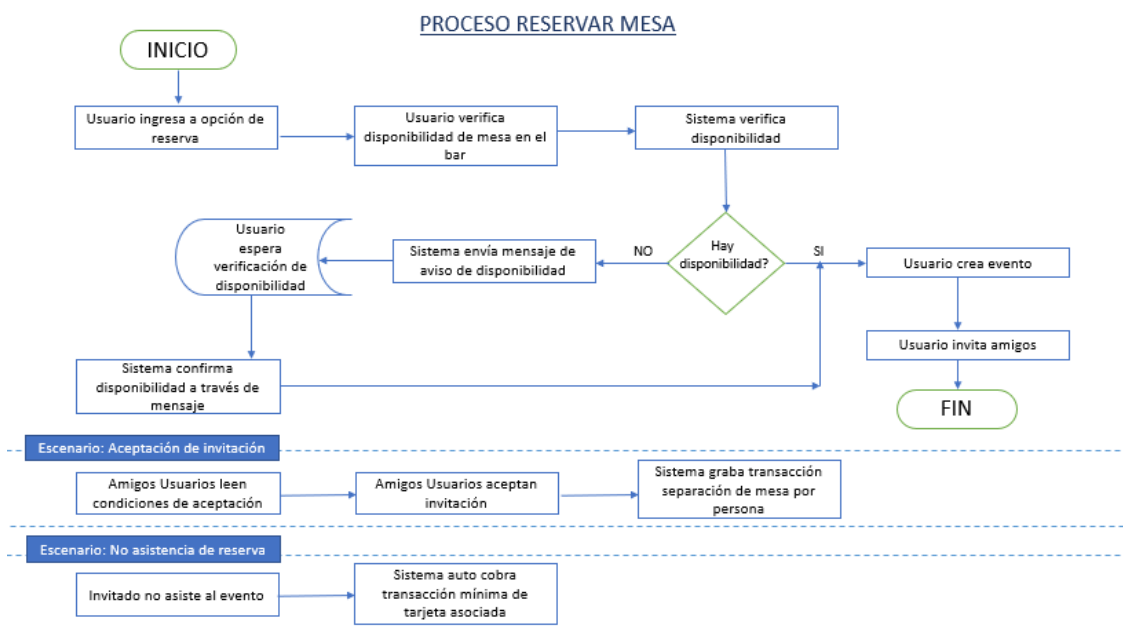 PROCESO RESERVAR MESA
INICIO
Usuario ingresa a opción de
reserva
Usuario verifica
disponibilidad de mesa en el
bar
Sistema verifica
disponibilidad
Hay
disponibilidad?
NO
SI
Sistema envía mensaje de
aviso de disponibilidad
Usuario
espera
verificación de
disponibilidad
Usuario crea evento
Usuario invita amigos
FIN
Sistema confirma
disponibilidad a través de
mensaje
Escenario: Aceptación de invitación
Amigos Usuarios leen
condiciones de aceptación
Amigos Usuarios aceptan
invitación
Sistema graba transacción
separación de mesa por
persona
Escenario: No asistencia de reserva
Invitado no asiste al evento
Sistema auto cobra
transacción mínima de
tarjeta asociada